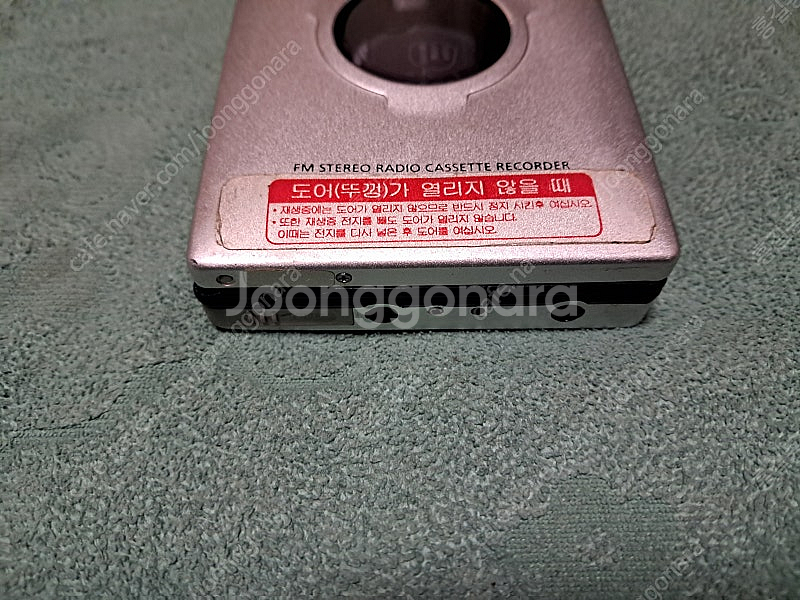 FM STEREO RADIO CASSETTE RECORDER
도어(뚜껑)가 열리지 않을 때
• 재생중에는 도어가 열리지 않으므로 반드시 정지 시킨후 여십시오.
• 또한 재생중 전지를 빼도 도어가 열리지 않습니다.
이때는 전지를 다시 넣은 후 도어를 여십시오.
Joonggonara